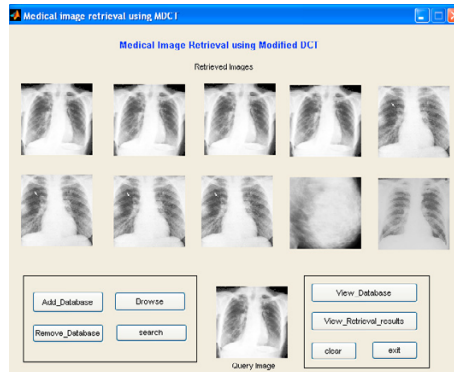 Medical image retrieval using MDCT
Medical Image Retrieval using Modified DCT
Retrieved Images
Add_Database
Browse
Remove_Database
search
View_Database
View_Retrieval_results
clear
exit
Query Image